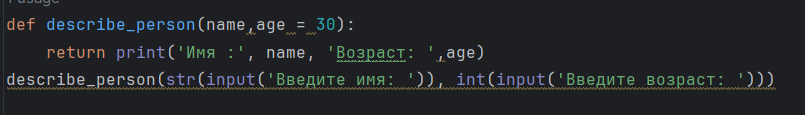 def describe_person(name,age = 30):
return print('Имя :', name, 'Возраст: ',age)
describe_person(str(input('Введите имя: ')), int(input('Введите возраст: ')))